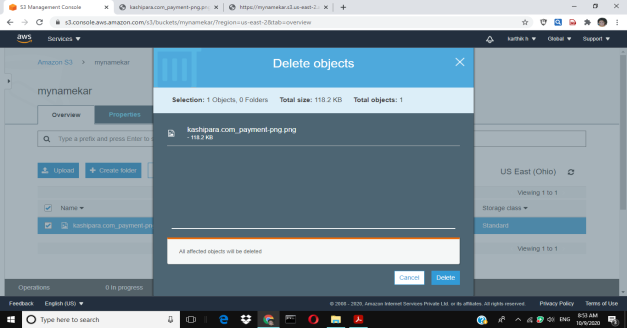 S3 Management Console
kashipara.com_payment-png.pn
https://mynamekar.s3.us-east-2.
s3.console.aws.amazon.com/s3/buckets/mynamekar/?region=us-east-2&tab=overview
aws
Services
karthik h
Global
Support
Amazon S3
mynamekar
mynamekar
Overview
Properties
Type a prefix and press Enter to
Upload
Create folder
US East (Ohio)
Viewing 1 to 1
Name
Storage class
kashipara.com_payment-pn
Standard
Viewing 1 to 1
Delete objects
Selection: 1 Objects, 0 Folders Total size: 118.2 KB Total objects: 1
kashipara.com_payment-png.png
- 118.2 KB
All affected objects will be deleted
Cancel
Delete
Operations
0 In progress
Feedback
English (US)
© 2008 - 2020, Amazon Internet Services Private Ltd. or its affiliates. All rights reserved.
Privacy Policy
Terms of Use
Type here to search
ENG
8:53 AM
10/9/2020